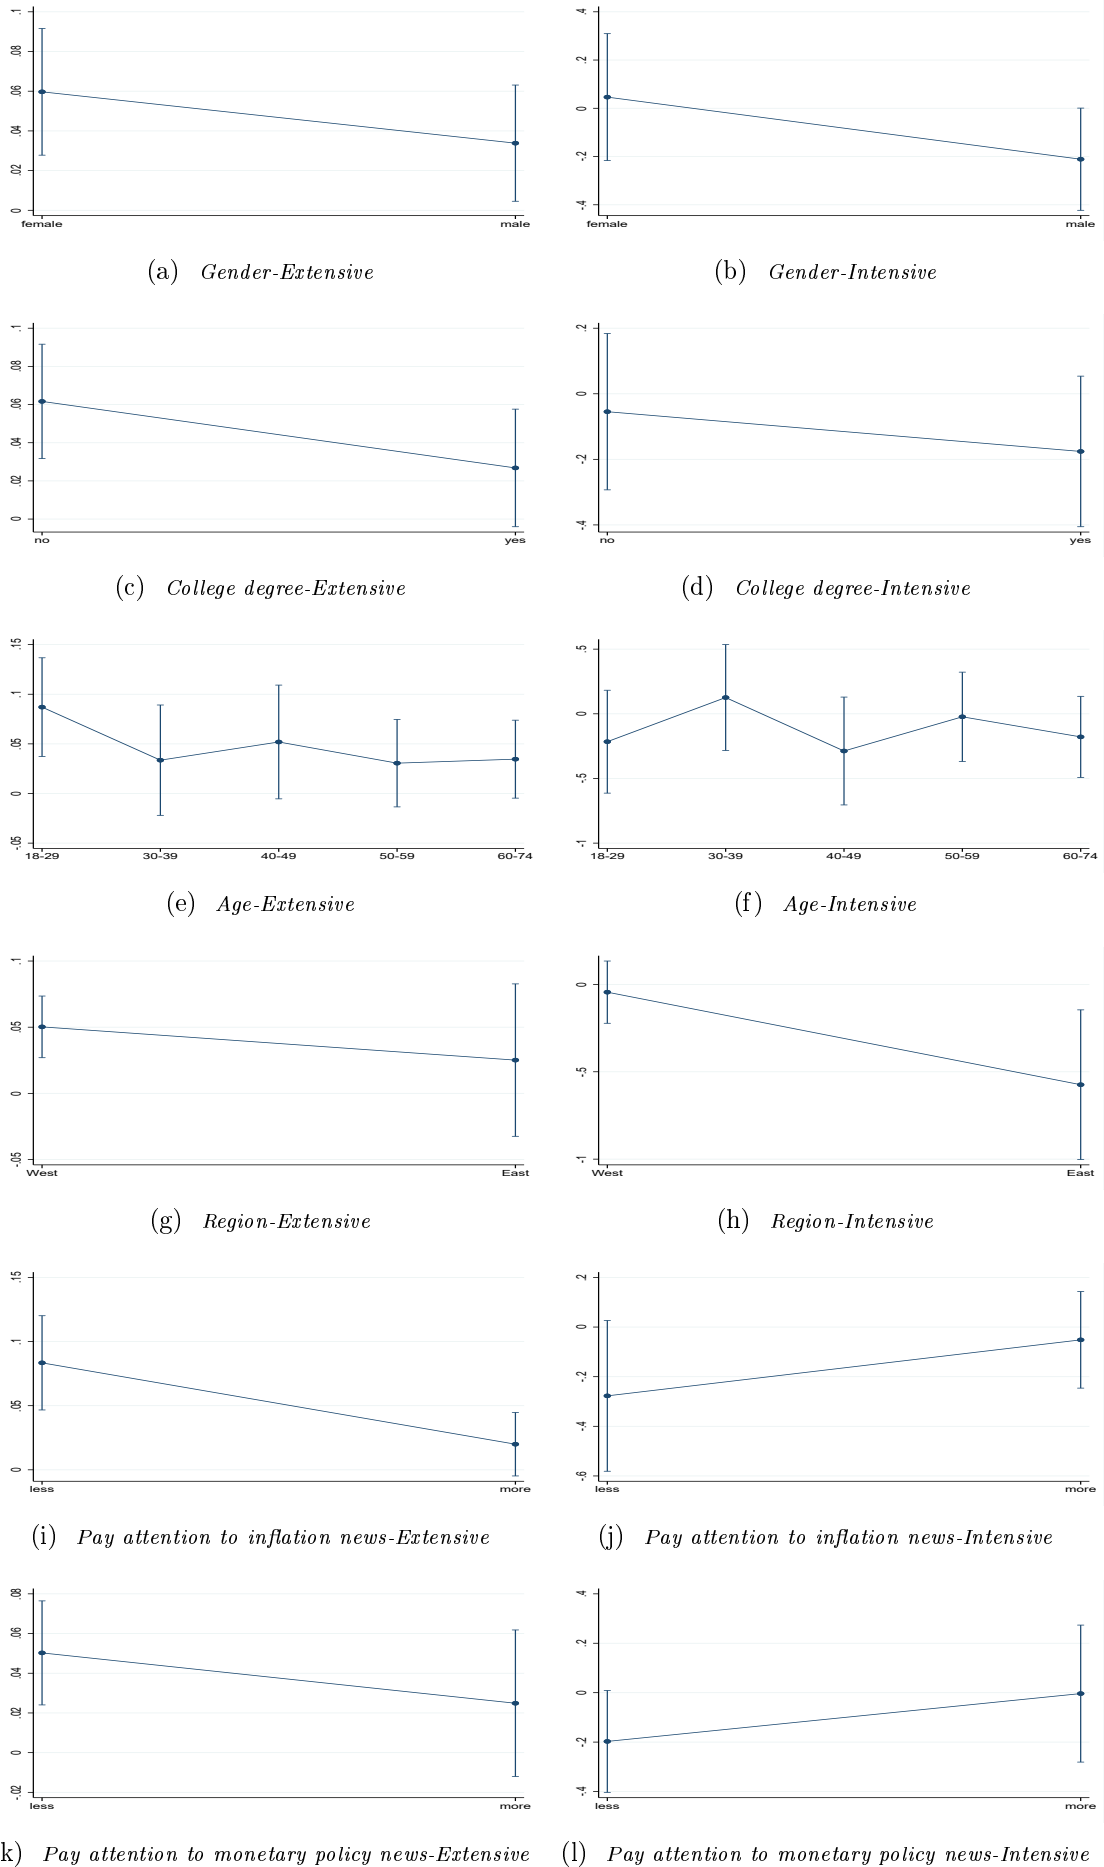 .1
.08
.06
.04
.02
0
female male
(a) Gender-Extensive
.4
.2
0
-.2
-.4
female male
(b) Gender-Intensive
.1
.08
.06
.04
.02
0
no yes
(c) College degree-Extensive
.2
0
-.2
-.4
no yes
(d) College degree-Intensive
.15
.1
.05
0
-.05
18-29 30-39 40-49 50-59 60-74
(e) Age-Extensive
.5
0
-.5
-1
18-29 30-39 40-49 50-59 60-74
(f) Age-Intensive
.1
.05
0
-.05
West East
(g) Region-Extensive
0
-.5
-1
West East
(h) Region-Intensive
.15
.1
.05
0
less more
(i) Pay attention to inflation news-Extensive
.2
0
-.2
-.4
-.6
less more
(j) Pay attention to inflation news-Intensive
.08
.06
.04
.02
0
-.02
less more
k) Pay attention to monetary policy news-Extensive
.4
.2
0
-.2
-.4
less more
(l) Pay attention to monetary policy news-Intensive